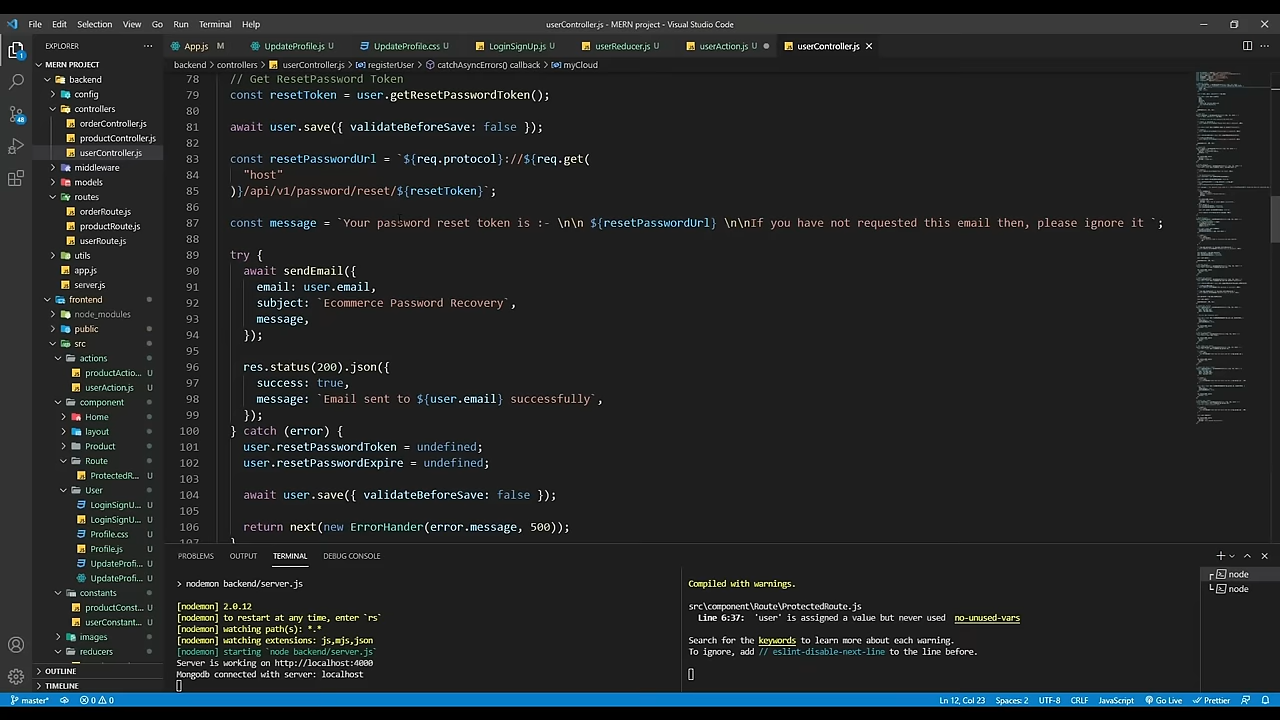 File Edit Selection View Go Run Terminal Help
userController.js - MERN project - Visual Studio Code
EXPLORER
App.js M UpdateProfile.js U UpdateProfile.css U LoginSignUp.js U userReducer.js U userAction.js U userController.js
backend > controllers > userController.js > registerUser > catchAsyncErrors() callback > myCloud
MERN PROJECT
backend
config
controllers
orderController.js
productController.js
userController.js
middleware
models
routes
orderRoute.js
productRoute.js
userRoute.js
utils
app.js
server.js
frontend
node_modules
public
src
actions
productActio... U
userAction.js U
component
Home
layout
Product
Route
ProtectedR... U
User
LoginSignU... U
LoginSignU... U
Profile.css U
Profile.js U
UpdateProfi... U
UpdateProfi... U
constants
productConst... U
userConstant... U
images
reducers
OUTLINE
TIMELINE
78 // Get ResetPassword Token
79 const resetToken = user.getResetPasswordToken();
80
81 await user.save({ validateBeforeSave:
82
83 const resetPasswordUrl = `${req.protocol req.get(
84 "host"
85 )}/api/v1/password/reset/${resetToken}
86
87 const message \n\n ${resetPasswordUrl} \n\nIf have not requested email then, please ignore it `;
88
89 try {
90 await sendEmail({
91 email: user.email,
92 subject: `Ecommerce Password Recovery
93 message,
94 });
95
96 res.status(200).json({
97 success: true,
98 message: `Email sent to ${user.email} successfully`,
99 });
100 } catch (error) {
101 user.resetPasswordToken = undefined;
102 user.resetPasswordExpire = undefined;
103
104 await user.save({ validateBeforeSave: false });
105
106 return next(new ErrorHander(error.message, 500));
107 }
PROBLEMS OUTPUT TERMINAL DEBUG CONSOLE
> nodemon backend/server.js
[nodemon] 2.0.12
[nodemon] to restart at any time, enter `rs`
[nodemon] watching path(s): *.*
[nodemon] watching extensions: js,mjs,json
[nodemon] starting `node backend/server.js`
Server is working on http://localhost:4000
Mongodb connected with server: localhost
Compiled with warnings.
src\component\Route\ProtectedRoute.js
Line 6:37: 'user' is assigned a value but never used no-unused-vars
Search for the keywords to learn more about each warning.
To ignore, add // eslint-disable-next-line to the line before.
node
node
master* 0 0 Ln 12, Col 23 Spaces: 2 UTF-8 CRLF JavaScript Go Live Prettier